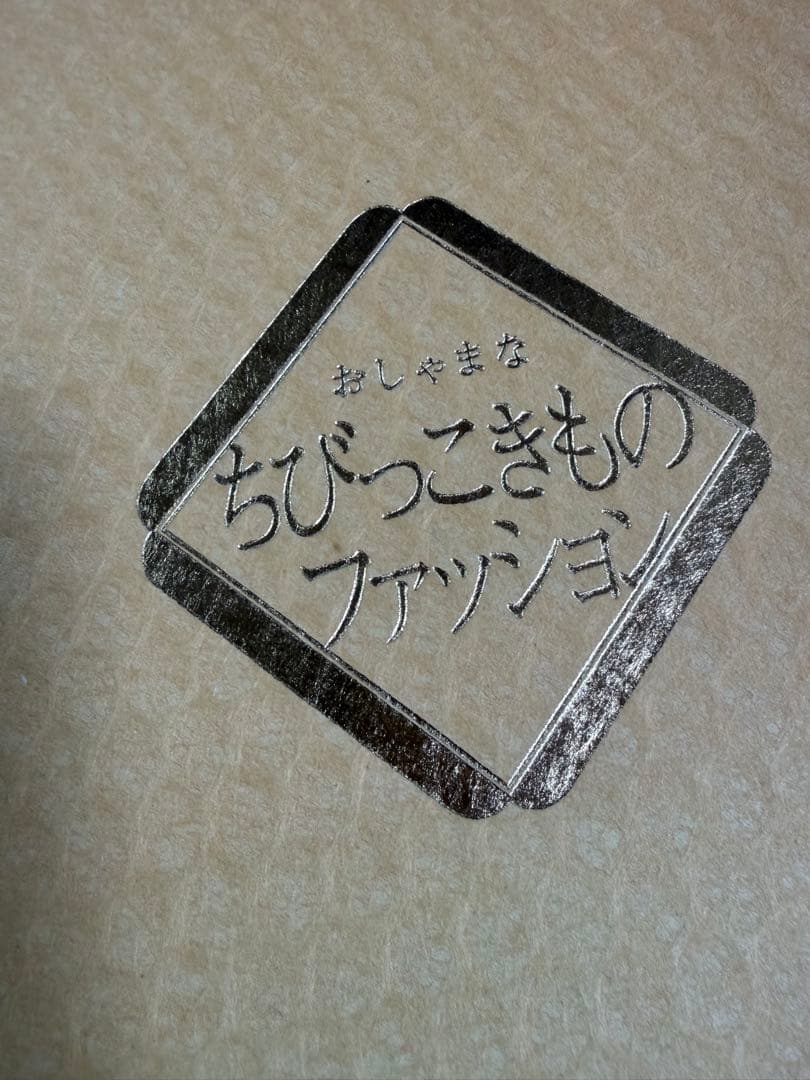 おしゃまな
ちびっこきもの
ファッション